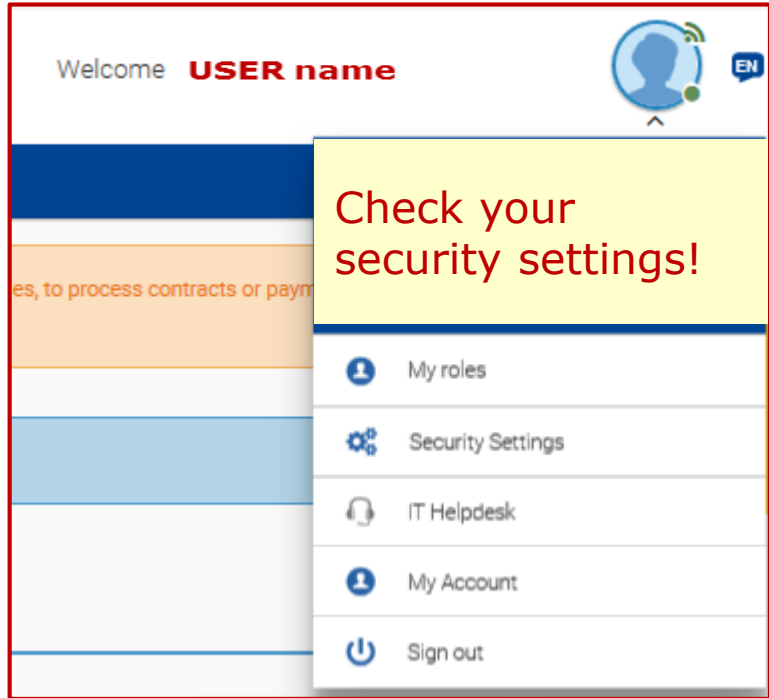 Welcome USER name
EN
Check your
security settings!
es, to process contracts or paym
My roles
Security Settings
IT Helpdesk
My Account
Sign out